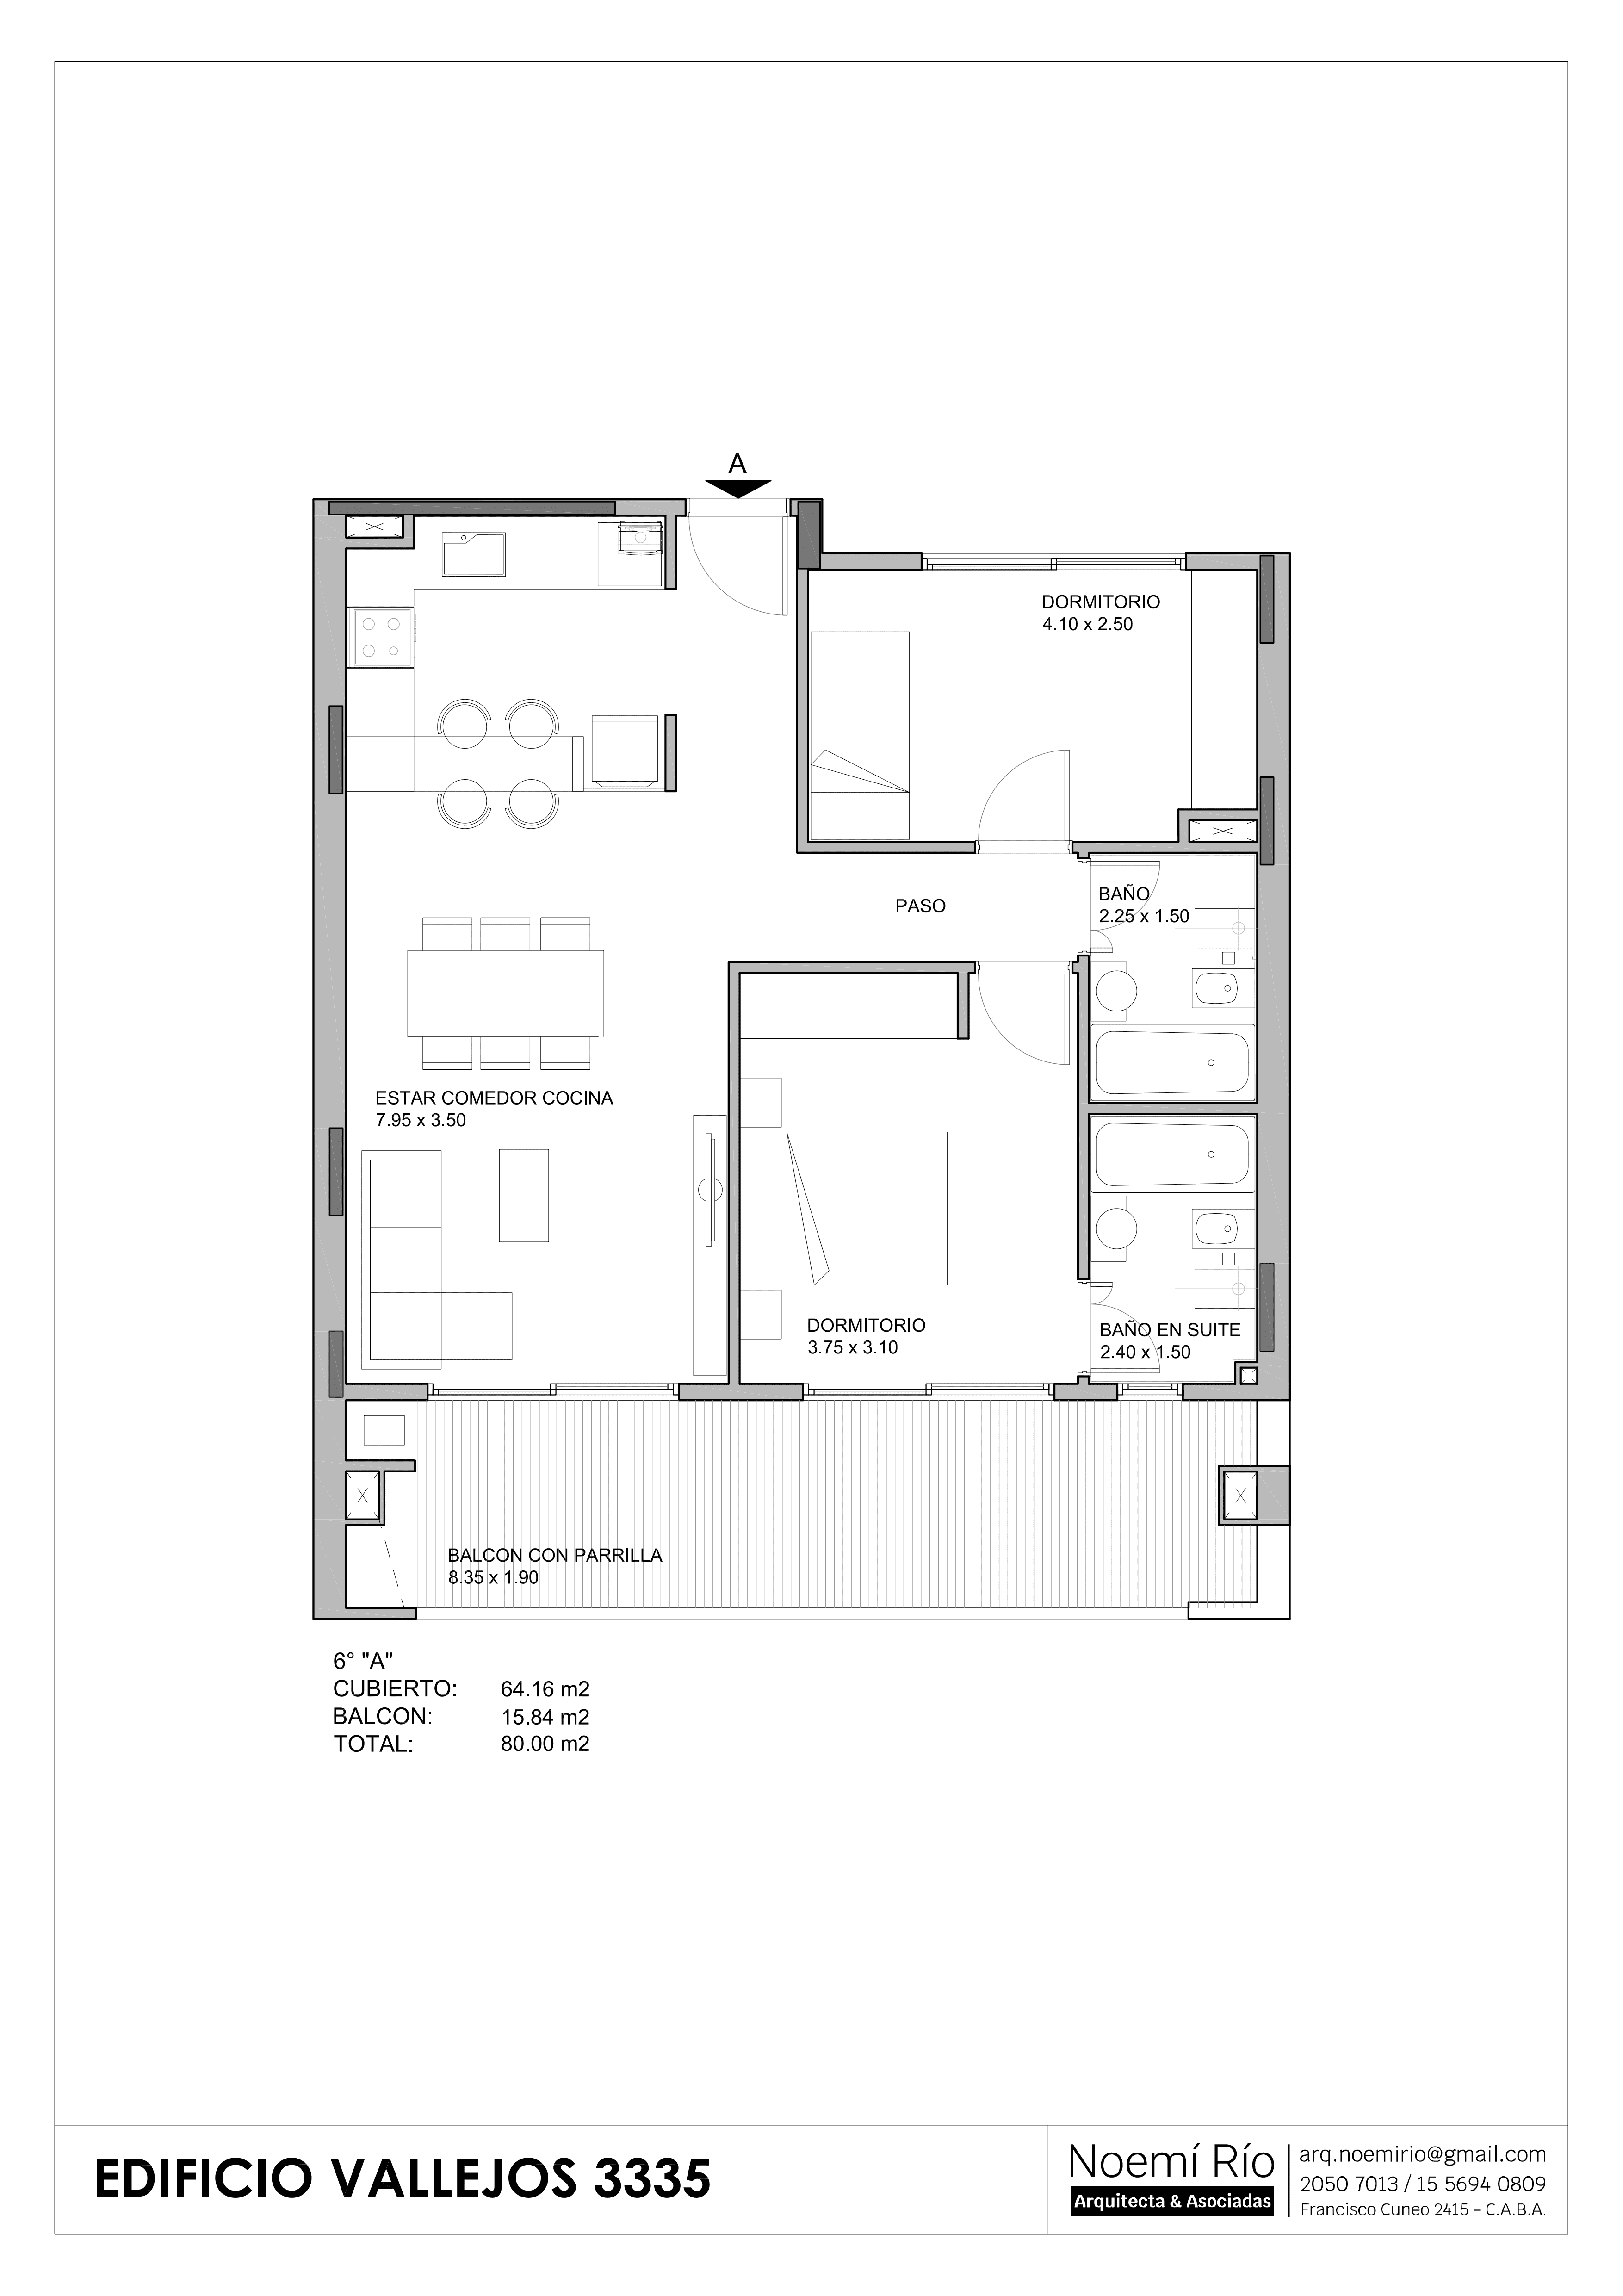 A
DORMITORIO
4.10 x 2.50
BAÑO
2.25 x 1.50
PASO
ESTAR COMEDOR COCINA
7.95 x 3.50
DORMITORIO
3.75 x 3.10
BAÑO EN SUITE
2.40 x 1.50
BALCON CON PARRILLA
8.35 x 1.90
6° "A"
CUBIERTO: 64.16 m2
BALCON: 15.84 m2
TOTAL: 80.00 m2
EDIFICIO VALLEJOS 3335
Noemí Río
Arquitecta & Asociadas
arq.noemirio@gmail.com
2050 7013 / 15 5694 0809
Francisco Cuneo 2415 - C.A.B.A.